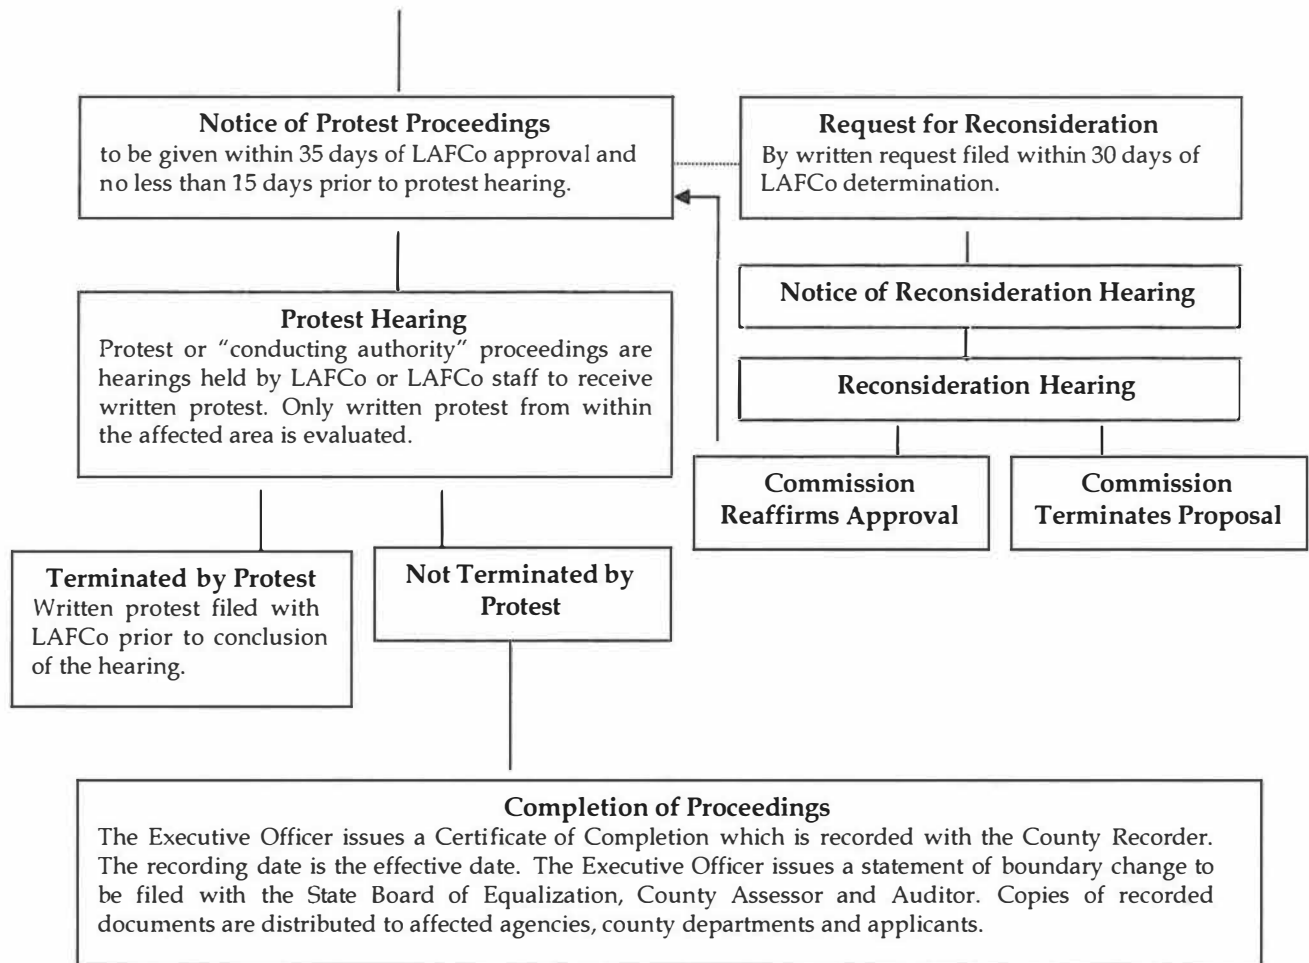 Notice of Protest Proceedings
to be given within 35 days of LAFCo approval and
no less than 15 days prior to protest hearing.
Request for Reconsideration
By written request filed within 30 days of
LAFCo determination.
Notice of Reconsideration Hearing
Protest Hearing
Protest or "conducting authority" proceedings are
hearings held by LAFCo or LAFCo staff to receive
written protest. Only written protest from within
the affected area is evaluated.
Reconsideration Hearing
Commission
Reaffirms Approval
Commission
Terminates Proposal
Terminated by Protest
Written protest filed with
LAFCo prior to conclusion
of the hearing.
Not Terminated by
Protest
Completion of Proceedings
The Executive Officer issues a Certificate of Completion which is recorded with the County Recorder.
The recording date is the effective date. The Executive Officer issues a statement of boundary change to
be filed with the State Board of Equalization, County Assessor and Auditor. Copies of recorded
documents are distributed to affected agencies, county departments and applicants.